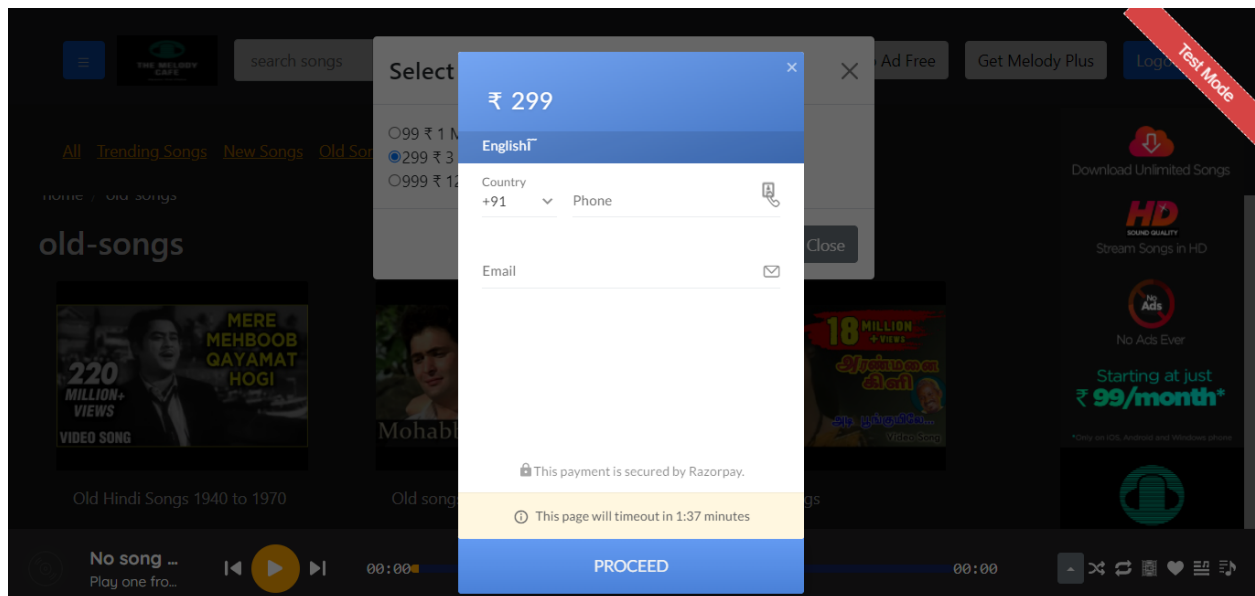 THE MELODY
CAFE
search songs
Select
Ad Free
Get Melody Plus
Test Mode
₹ 299
English
99 ₹ 1 M
299 ₹ 3
999 ₹ 12
All Trending Songs New Songs Old Son
Country
+91
Phone
Email
Download Unlimited Songs
home / old-songs
old-songs
Close
HD
SOUND QUALITY
Stream Songs in HD
MERE
MEHBOOB
QAYAMAT
HOGI
220
MILLION+
VIEWS
VIDEO SONG
Mohabb
18 MILLION
+ VIEWS
அரண்மனை
கிளி
Video Song
No
Ads
No Ads Ever
Starting at just
₹ 99/month*
*Only on iOS, Android and Windows phone
This payment is secured by Razorpay.
This page will timeout in 1:37 minutes
PROCEED
Old Hindi Songs 1940 to 1970
Old song
gs
No song ...
Play one fro...
00:00
00:00